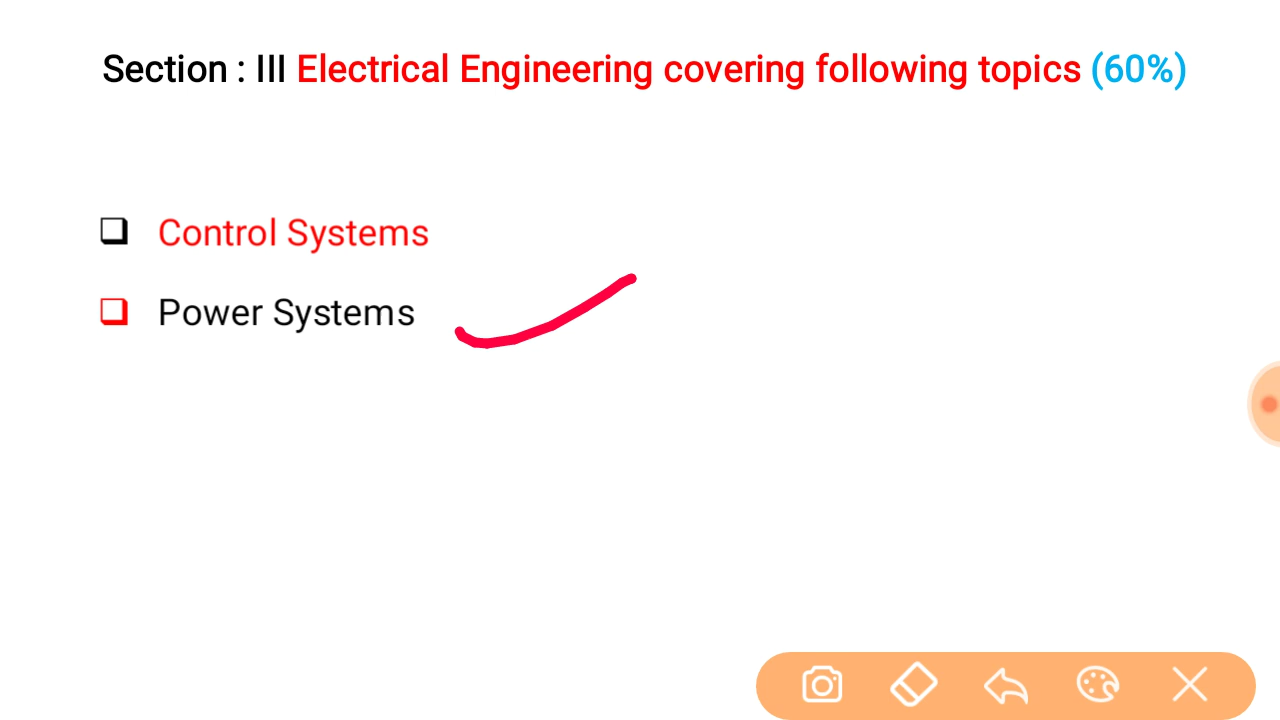 Section : III Electrical Engineering covering following topics (60%)
Control Systems
Power Systems